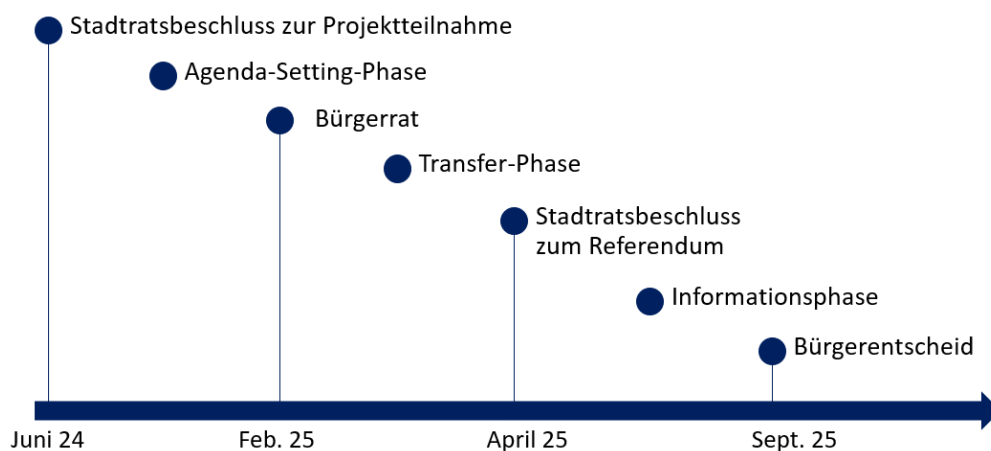 Stadtratsbeschluss zur Projektteilnahme
Agenda-Setting-Phase
Bürgerrat
Transfer-Phase
Stadtratsbeschluss
zum Referendum
Informationsphase
Bürgerentscheid
Juni 24
Feb. 25
April 25
Sept. 25